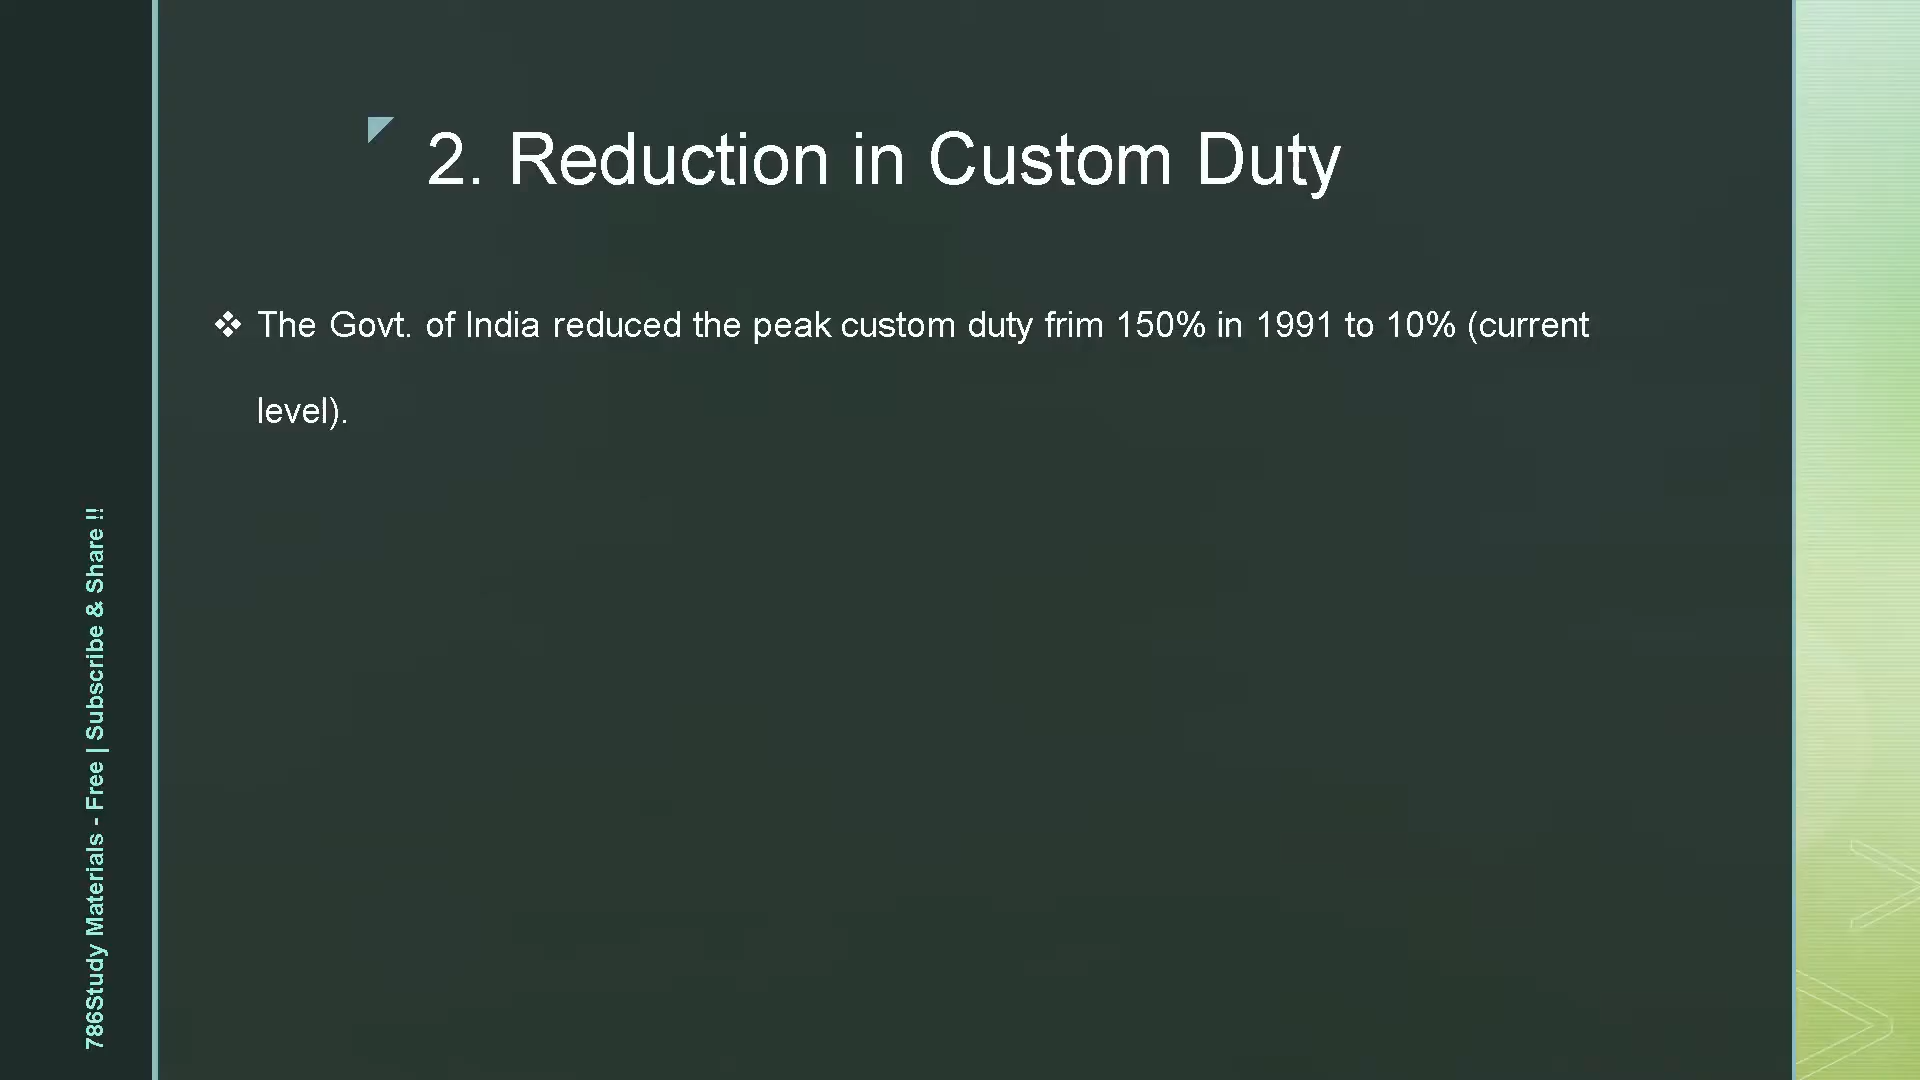 2. Reduction in Custom Duty
❖ The Govt. of India reduced the peak custom duty frim 150% in 1991 to 10% (current
level).
786Study Materials - Free | Subscribe & Share !!